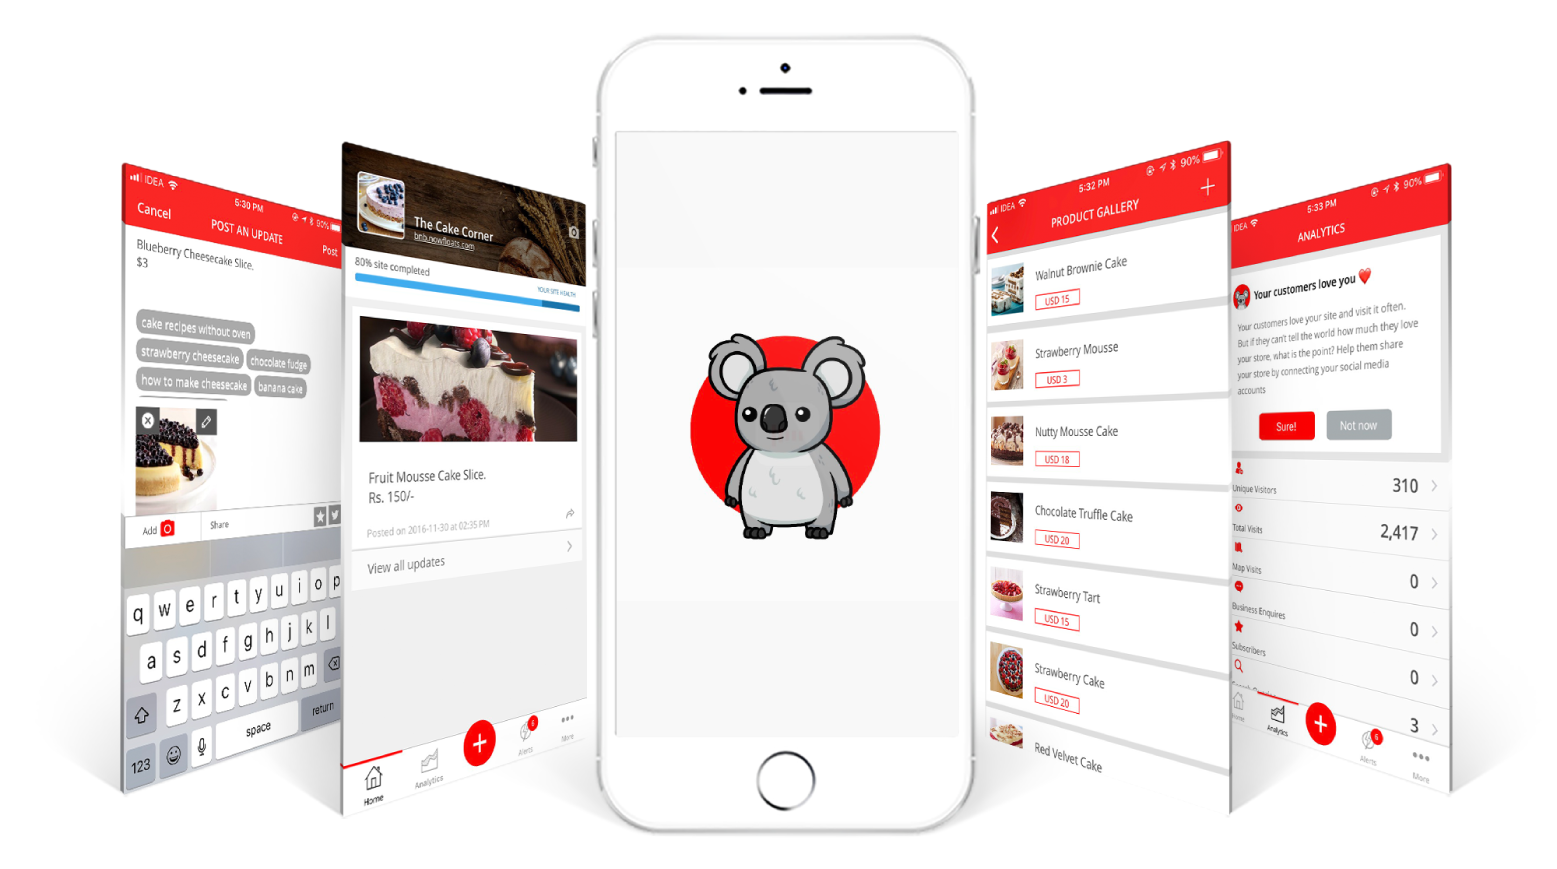 IDEA
5:30 PM
90%
Cancel
POST AN UPDATE
Post
Blueberry Cheesecake Slice.
$3
cake recipes without oven
strawberry cheesecake
chocolate fudge
how to make cheesecake
banana cake
Add
Share
q w e r t y u i o p
a s d f g h j k l
z x c v b n m
123
space
return
The Cake Corner
bnb.nowfloats.com
80% site completed
YOUR SITE HEALTH
Fruit Mousse Cake Slice.
Rs. 150/-
Posted on 2016-11-30 at 02:35 PM
View all updates
Home
Analytics
+
6
Alerts
More
IDEA
5:32 PM
90%
PRODUCT GALLERY
+
Walnut Brownie Cake
USD 15
Strawberry Mousse
USD 3
Nutty Mousse Cake
USD 18
Chocolate Truffle Cake
USD 20
Strawberry Tart
USD 15
Strawberry Cake
USD 20
Red Velvet Cake
IDEA
5:33 PM
90%
ANALYTICS
Your customers love you ❤
Your customers love your site and visit it often.
But if they can't tell the world how much they love
your store, what is the point? Help them share
your store by connecting your social media
accounts
Sure!
Not now
Unique Visitors
310
Total Visits
2,417
Map Visits
0
Business Enquires
0
Subscribers
0
3
Home
Analytics
+
6
Alerts
More